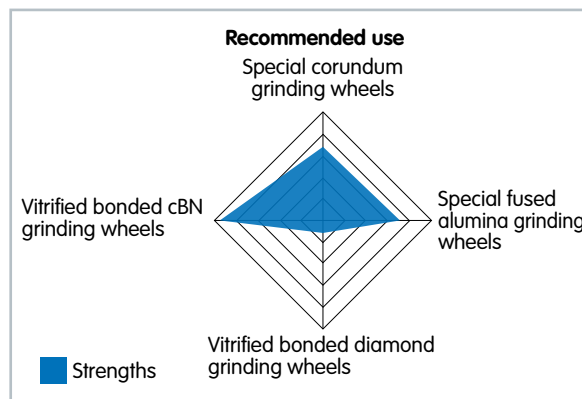 Recommended use
Special corundum
grinding wheels
Vitrified bonded cBN
grinding wheels
Special fused
alumina grinding
wheels
Vitrified bonded diamond
grinding wheels
Strengths